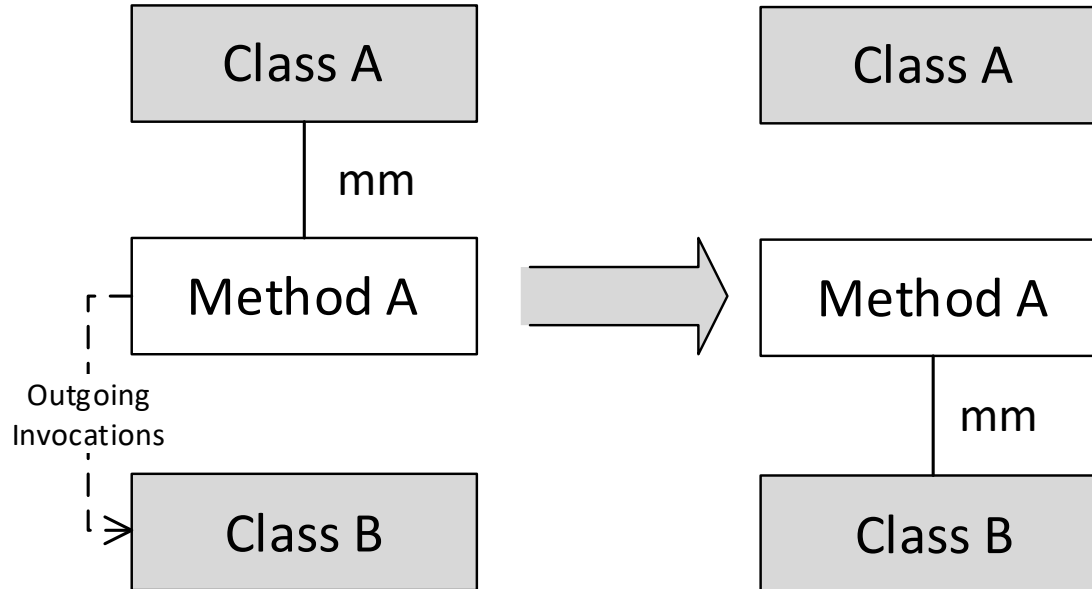 Class A
mm
Method A
Outgoing
Invocations
Class B
Class A
Method A
mm
Class B